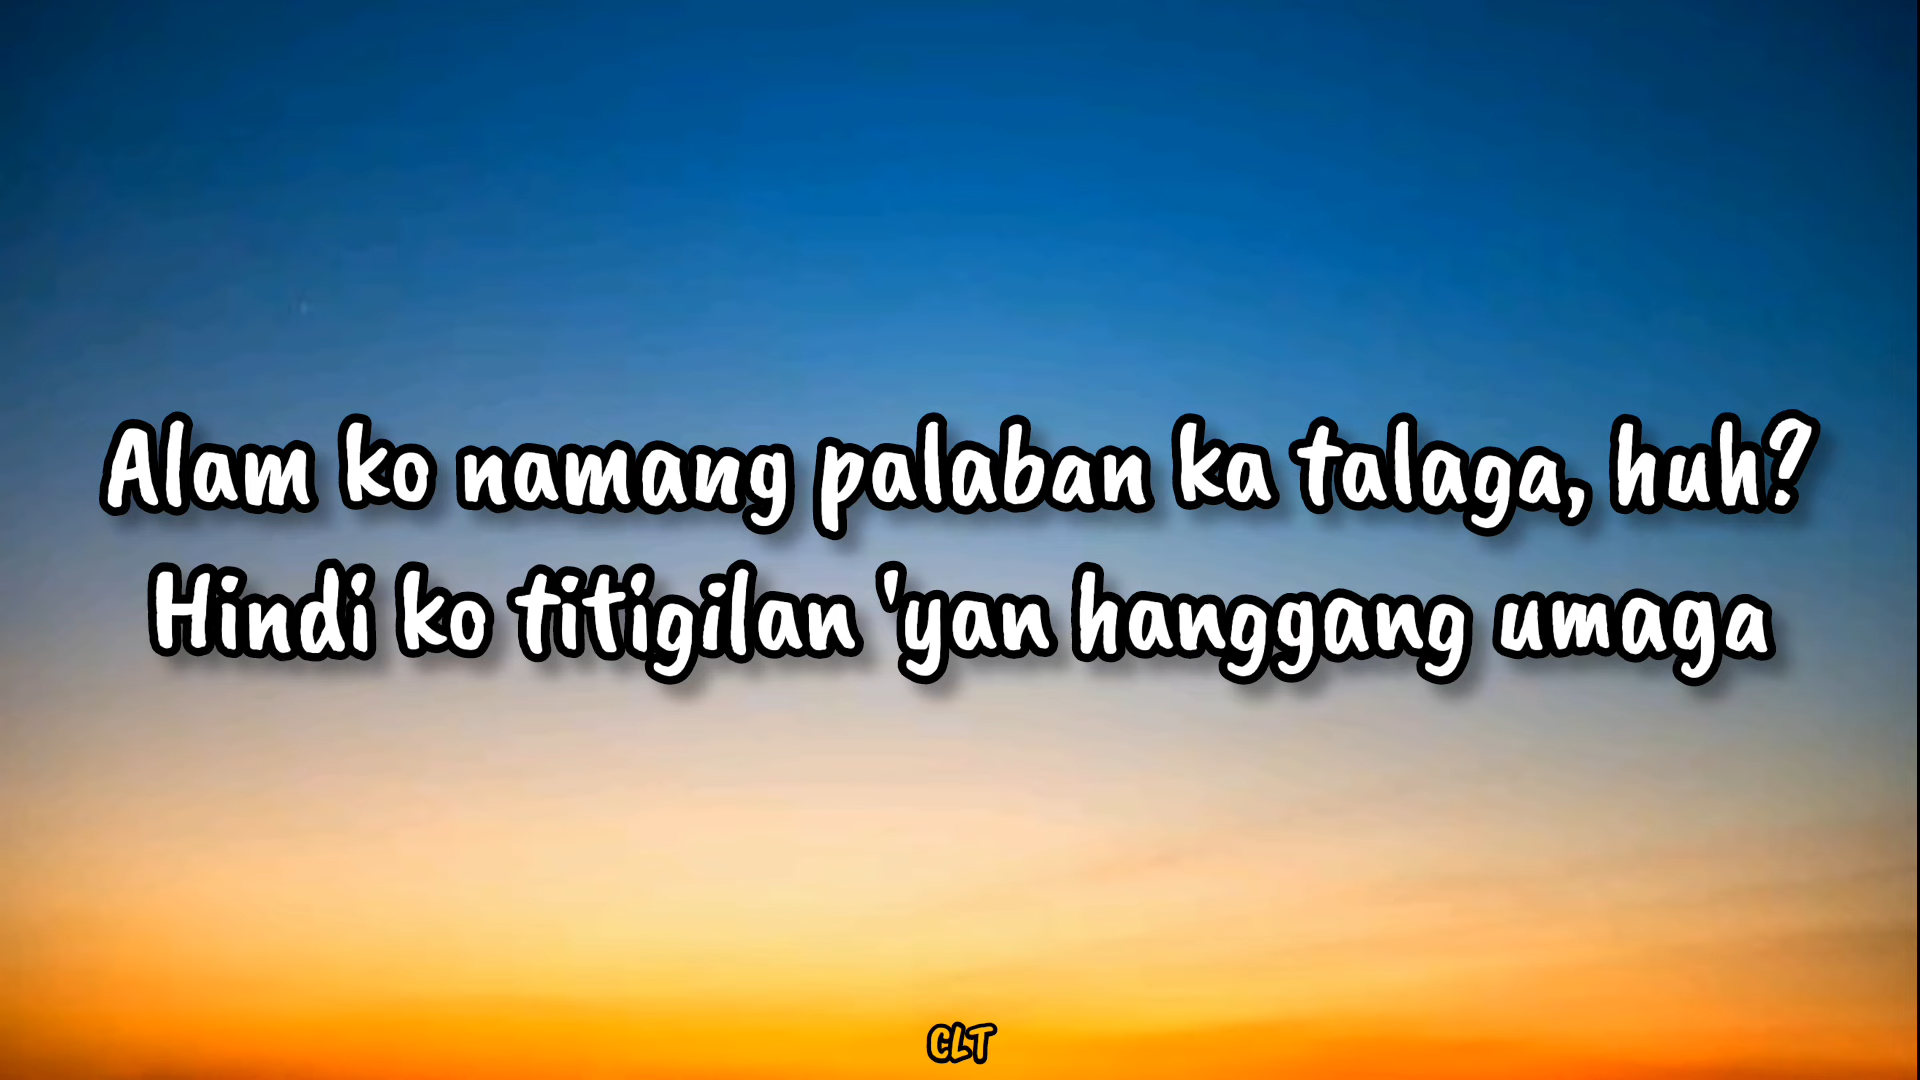 Alam ko namang palaban ka talaga, huh?
Hindi ko titigilan 'yan hanggang umaga
CLT